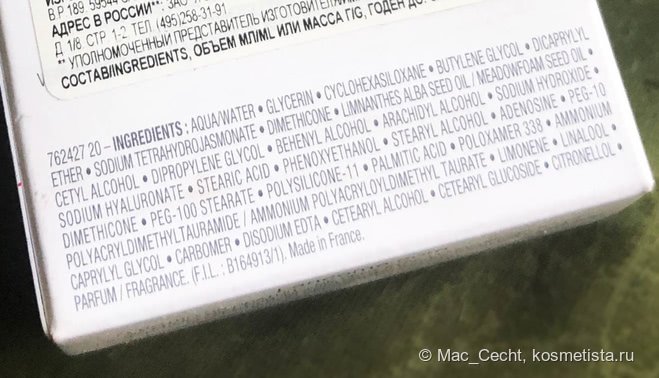 В Р 189 59544
АДРЕС В РОССИИ**: ЗАО
Д 1/8 СТР 1-2 ТЕЛ (495)258-31-91
** УПОЛНОМОЧЕННЫЙ ПРЕДСТАВИТЕЛЬ ИЗГОТОВИТЕЛЯ
СОСТАВ/INGREDIENTS, ОБЪЕМ МЛ/ML ИЛИ МАССА Г/G, ГОДЕН ДО:
762427 20 – INGREDIENTS : AQUA/WATER • GLYCERIN • CYCLOHEXASILOXANE • BUTYLENE GLYCOL • DICAPRYLYL
ETHER • SODIUM TETRAHYDROJASMONATE • DIMETHICONE • LIMNANTHES ALBA SEED OIL / MEADOWFOAM SEED OIL •
CETYL ALCOHOL • DIPROPYLENE GLYCOL • BEHENYL ALCOHOL • ARACHIDYL ALCOHOL • SODIUM HYDROXIDE •
SODIUM HYALURONATE • STEARIC ACID • PHENOXYETHANOL • STEARYL ALCOHOL • ADENOSINE • PEG-10
DIMETHICONE • PEG-100 STEARATE • POLYSILICONE-11 • PALMITIC ACID • POLOXAMER 338 • AMMONIUM
POLYACRYLDIMETHYLTAURAMIDE / AMMONIUM POLYACRYLOYLDIMETHYL TAURATE • LIMONENE • LINALOOL •
CAPRYLYL GLYCOL • CARBOMER • DISODIUM EDTA • CETEARYL ALCOHOL • CETEARYL GLUCOSIDE • CITRONELLOL •
PARFUM / FRAGRANCE. (F.I.L. : B164913/1). Made in France.
© Mac_Cecht, kosmetista.ru